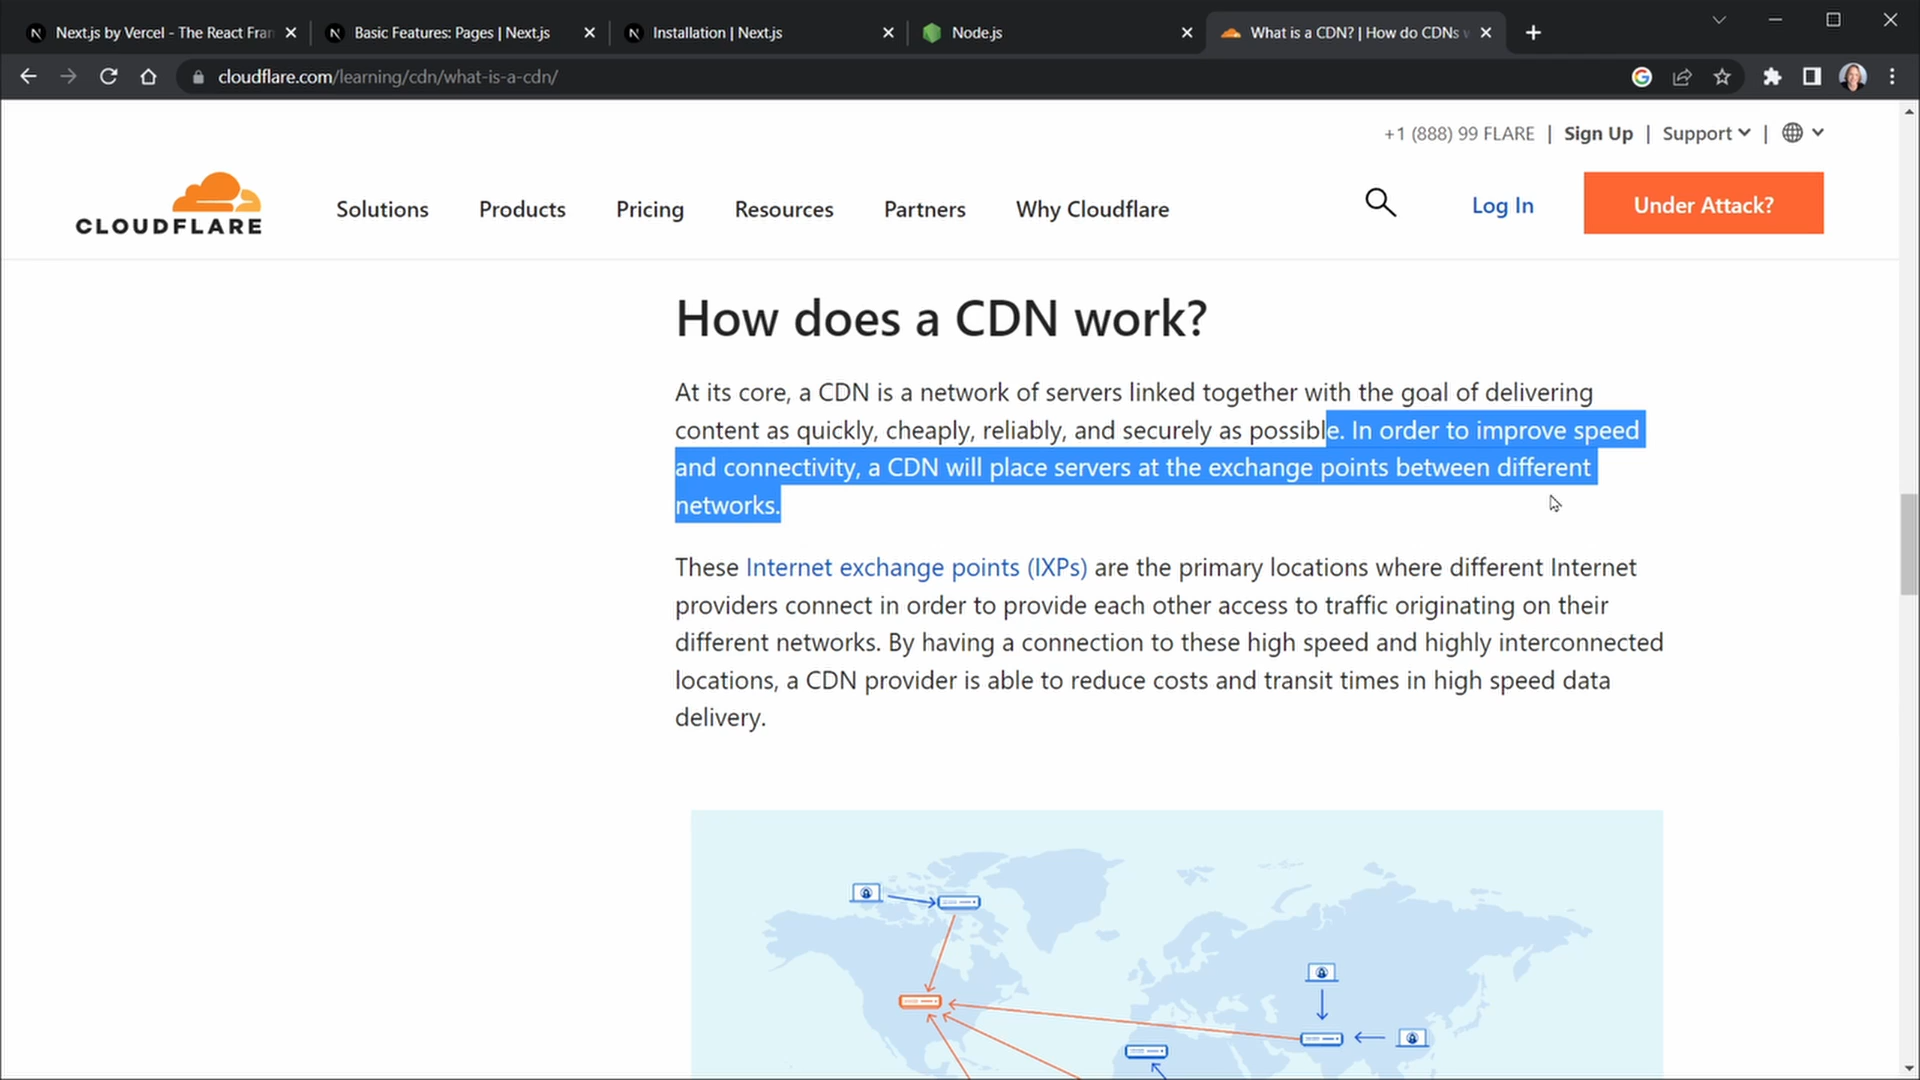 Next.js by Vercel - The React Fran
Basic Features: Pages | Next.js
Installation | Next.js
Node.js
What is a CDN? | How do CDNs w
cloudflare.com/learning/cdn/what-is-a-cdn/
+1 (888) 99 FLARE | Sign Up | Support |
CLOUDFLARE
Solutions
Products
Pricing
Resources
Partners
Why Cloudflare
Log In
Under Attack?
How does a CDN work?
At its core, a CDN is a network of servers linked together with the goal of delivering
content as quickly, cheaply, reliably, and securely as possible. In order to improve speed
and connectivity, a CDN will place servers at the exchange points between different
networks.
These Internet exchange points (IXPs) are the primary locations where different Internet
providers connect in order to provide each other access to traffic originating on their
different networks. By having a connection to these high speed and highly interconnected
locations, a CDN provider is able to reduce costs and transit times in high speed data
delivery.